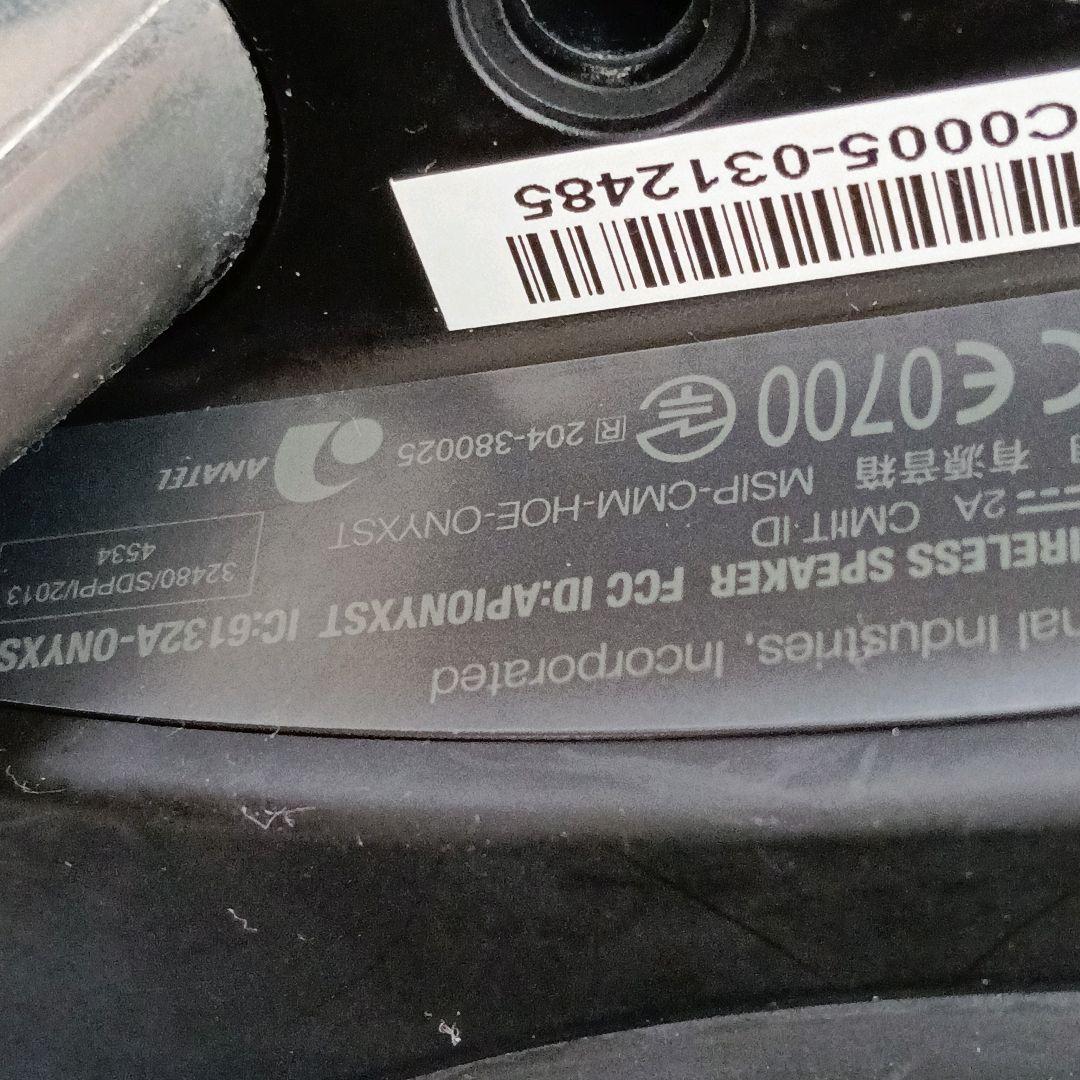 nal Industries, Incorporated
IRELESS SPEAKER FCC ID:APIONYXST IC:6132A-ONYXS
2A CMIIT ID
有源音箱 MSIP-CMM-HOE-ONYXST
32480/SDPPI/2013
4534
CE0700 R 204-380025 ANATEL
C0005-0312485